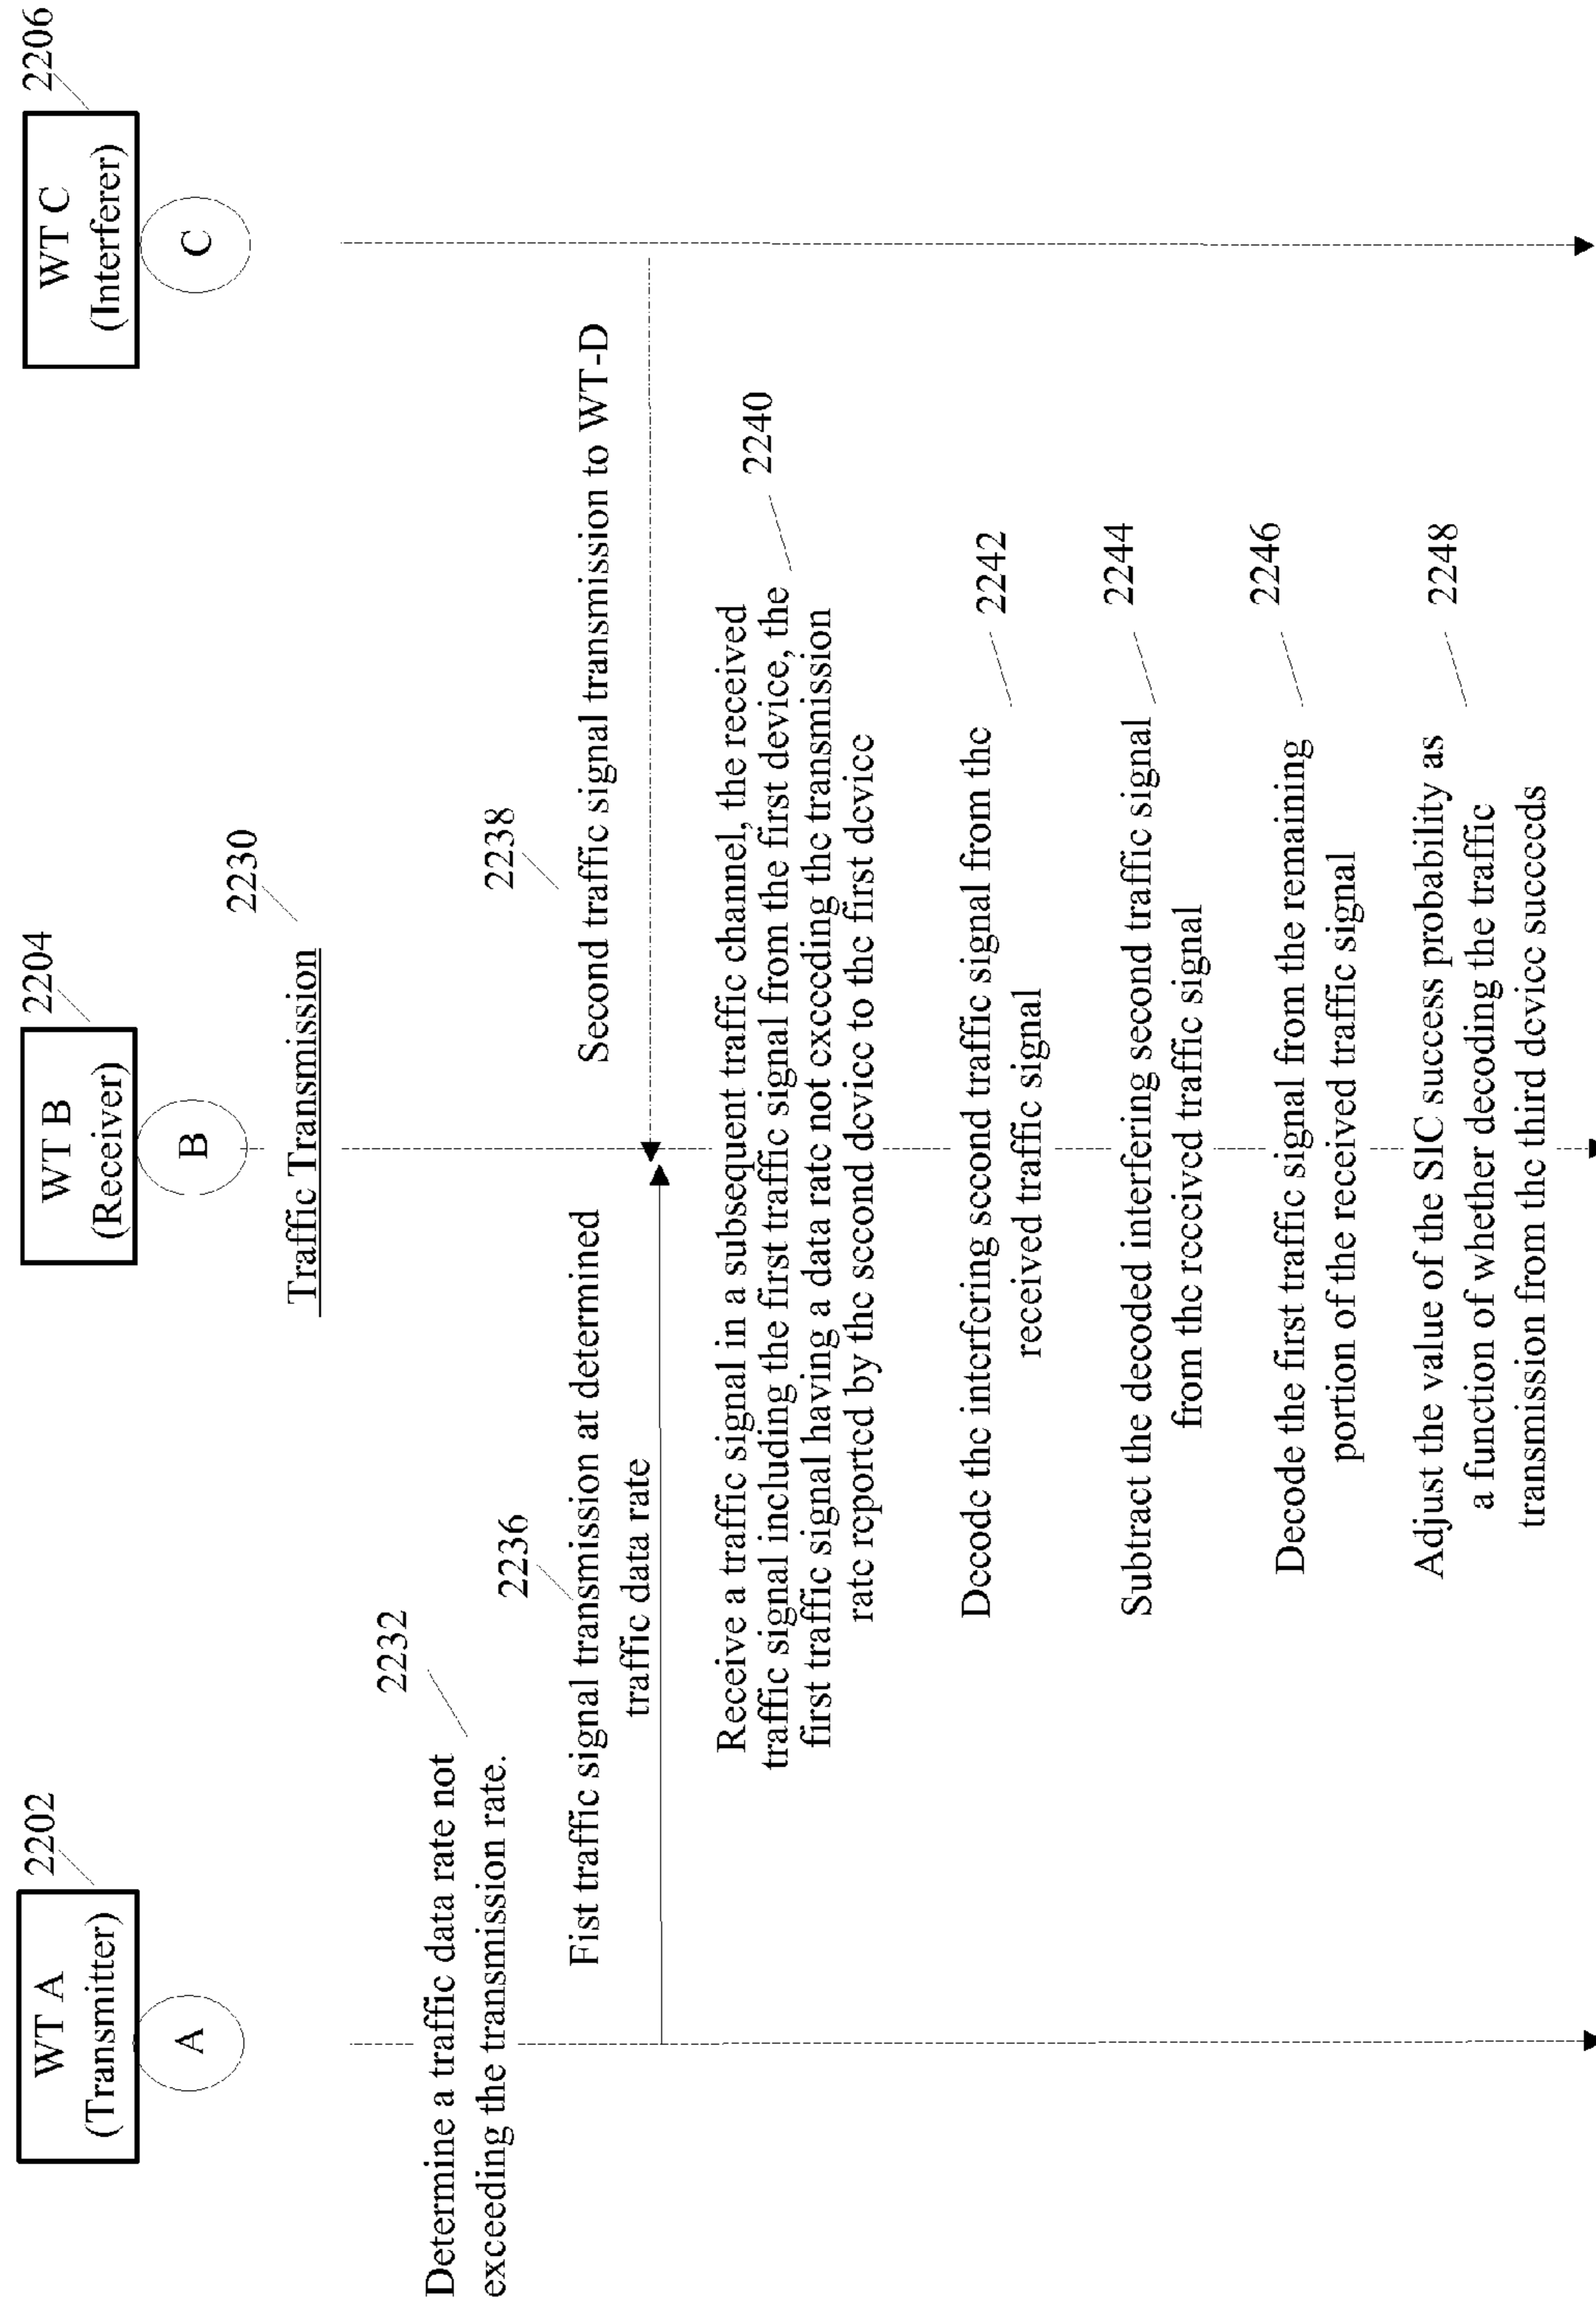 2202
WT A
(Transmitter)
A
2204
WT B
(Receiver)
B
2206
WT C
(Interferer)
C
2230
Traffic Transmission
2232
Determine a traffic data rate not
exceeding the transmission rate.
2236
Fist traffic signal transmission at determined
traffic data rate
2238
Second traffic signal transmission to WT-D
2240
Receive a traffic signal in a subsequent traffic channel, the received
traffic signal including the first traffic signal from the first device, the
first traffic signal having a data rate not exceeding the transmission
rate reported by the second device to the first device
2242
Decode the interfering second traffic signal from the
received traffic signal
2244
Subtract the decoded interfering second traffic signal
from the received traffic signal
2246
Decode the first traffic signal from the remaining
portion of the received traffic signal
2248
Adjust the value of the SIC success probability as
a function of whether decoding the traffic
transmission from the third device succeeds